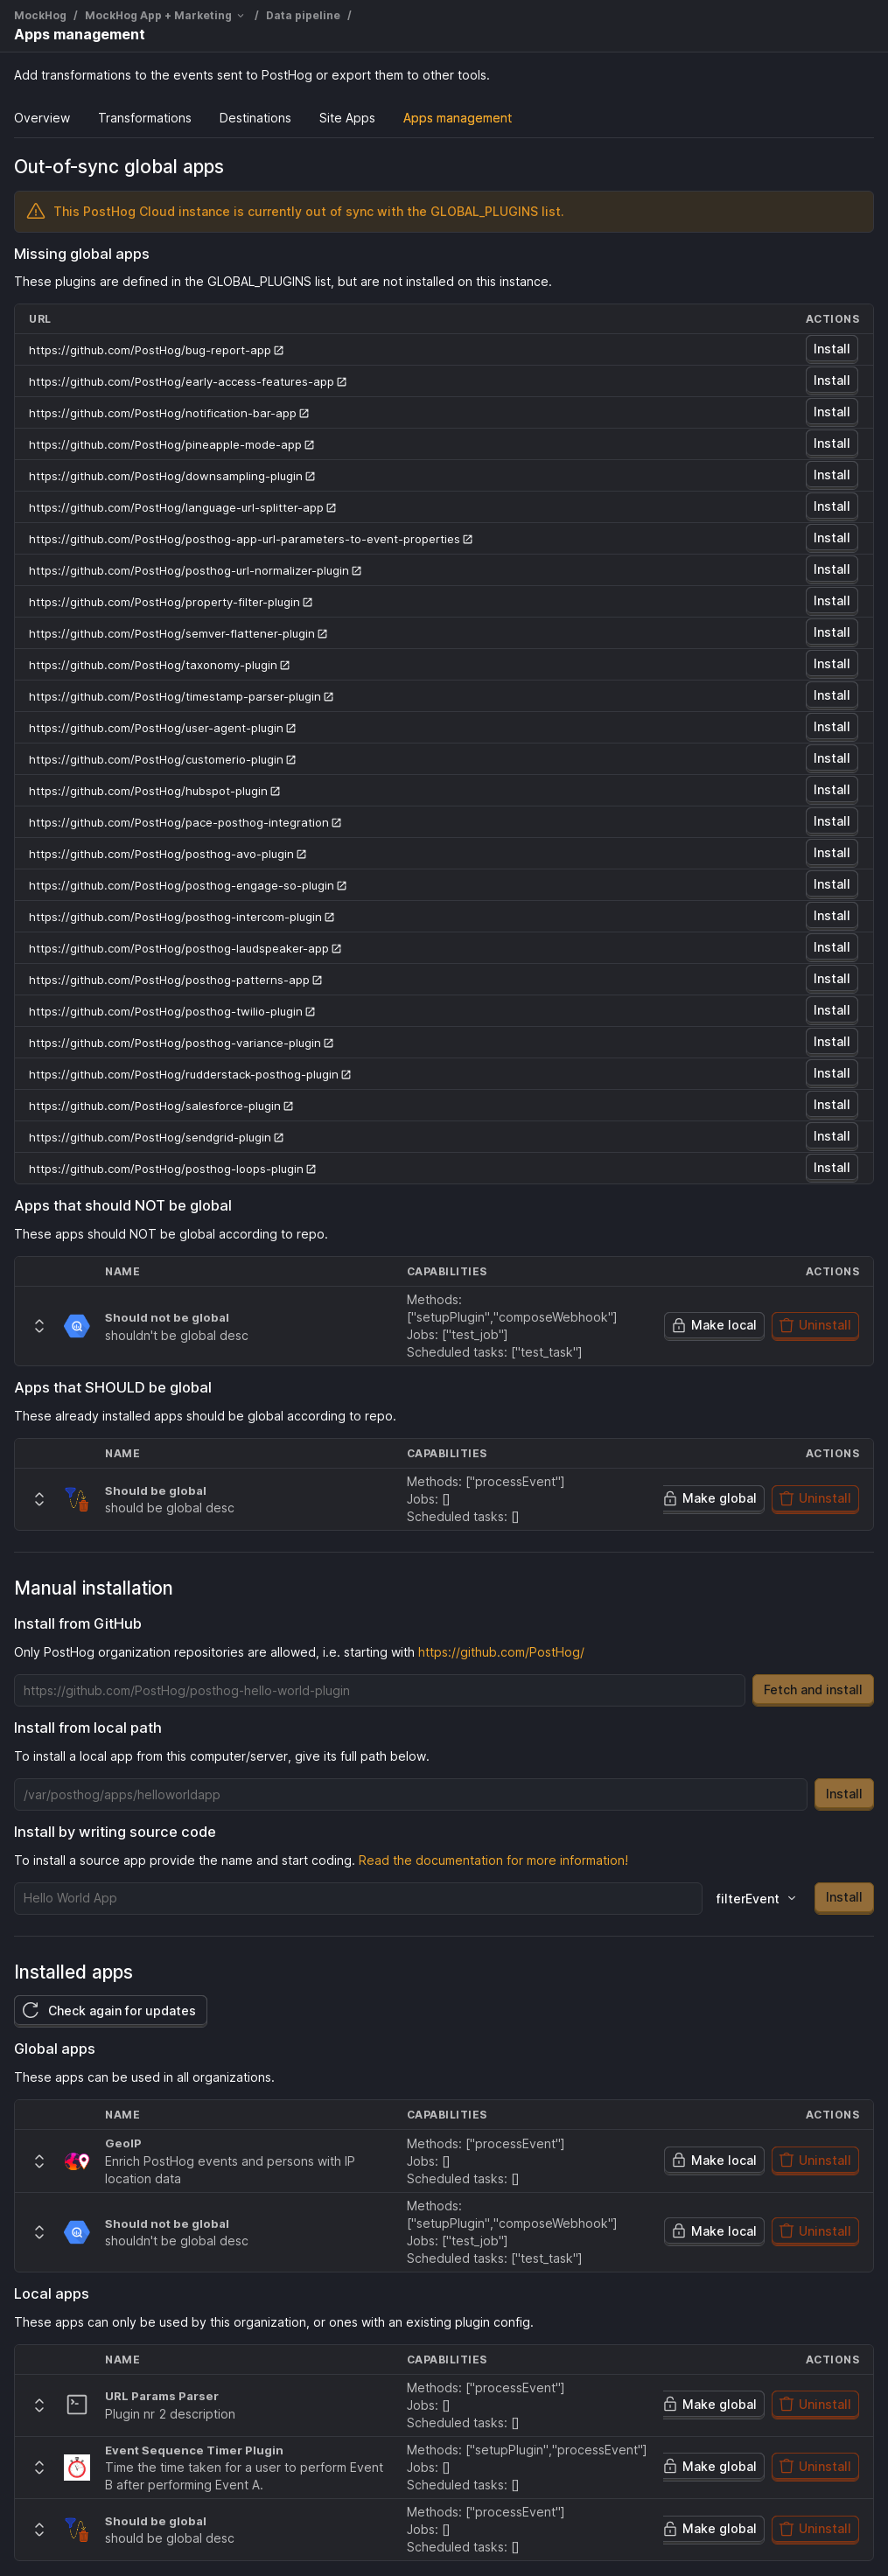 MockHog / MockHog App + Marketing / Data pipeline /
Apps management
Add transformations to the events sent to PostHog or export them to other tools.
Overview Transformations Destinations Site Apps Apps management
Out-of-sync global apps
This PostHog Cloud instance is currently out of sync with the GLOBAL_PLUGINS list.
Missing global apps
These plugins are defined in the GLOBAL_PLUGINS list, but are not installed on this instance.
URL ACTIONS
https://github.com/PostHog/bug-report-app Install
https://github.com/PostHog/early-access-features-app Install
https://github.com/PostHog/notification-bar-app Install
https://github.com/PostHog/pineapple-mode-app Install
https://github.com/PostHog/downsampling-plugin Install
https://github.com/PostHog/language-url-splitter-app Install
https://github.com/PostHog/posthog-app-url-parameters-to-event-properties Install
https://github.com/PostHog/posthog-url-normalizer-plugin Install
https://github.com/PostHog/property-filter-plugin Install
https://github.com/PostHog/semver-flattener-plugin Install
https://github.com/PostHog/taxonomy-plugin Install
https://github.com/PostHog/timestamp-parser-plugin Install
https://github.com/PostHog/user-agent-plugin Install
https://github.com/PostHog/customerio-plugin Install
https://github.com/PostHog/hubspot-plugin Install
https://github.com/PostHog/pace-posthog-integration Install
https://github.com/PostHog/posthog-avo-plugin Install
https://github.com/PostHog/posthog-engage-so-plugin Install
https://github.com/PostHog/posthog-intercom-plugin Install
https://github.com/PostHog/posthog-laudspeaker-app Install
https://github.com/PostHog/posthog-patterns-app Install
https://github.com/PostHog/posthog-twilio-plugin Install
https://github.com/PostHog/posthog-variance-plugin Install
https://github.com/PostHog/rudderstack-posthog-plugin Install
https://github.com/PostHog/salesforce-plugin Install
https://github.com/PostHog/sendgrid-plugin Install
https://github.com/PostHog/posthog-loops-plugin Install
Apps that should NOT be global
These apps should NOT be global according to repo.
NAME CAPABILITIES ACTIONS
Should not be global
shouldn't be global desc
Methods:
["setupPlugin","composeWebhook"]
Jobs: ["test_job"]
Scheduled tasks: ["test_task"]
Make local Uninstall
Apps that SHOULD be global
These already installed apps should be global according to repo.
NAME CAPABILITIES ACTIONS
Should be global
should be global desc
Methods: ["processEvent"]
Jobs: []
Scheduled tasks: []
Make global Uninstall
Manual installation
Install from GitHub
Only PostHog organization repositories are allowed, i.e. starting with https://github.com/PostHog/
https://github.com/PostHog/posthog-hello-world-plugin Fetch and install
Install from local path
To install a local app from this computer/server, give its full path below.
/var/posthog/apps/helloworldapp Install
Install by writing source code
To install a source app provide the name and start coding. Read the documentation for more information!
Hello World App filterEvent Install
Installed apps
Check again for updates
Global apps
These apps can be used in all organizations.
NAME CAPABILITIES ACTIONS
GeoIP
Enrich PostHog events and persons with IP
location data
Methods: ["processEvent"]
Jobs: []
Scheduled tasks: []
Make local Uninstall
Should not be global
shouldn't be global desc
Methods:
["setupPlugin","composeWebhook"]
Jobs: ["test_job"]
Scheduled tasks: ["test_task"]
Make local Uninstall
Local apps
These apps can only be used by this organization, or ones with an existing plugin config.
NAME CAPABILITIES ACTIONS
URL Params Parser
Plugin nr 2 description
Methods: ["processEvent"]
Jobs: []
Scheduled tasks: []
Make global Uninstall
Event Sequence Timer Plugin
Time the time taken for a user to perform Event
B after performing Event A.
Methods: ["setupPlugin","processEvent"]
Jobs: []
Scheduled tasks: []
Make global Uninstall
Should be global
should be global desc
Methods: ["processEvent"]
Jobs: []
Scheduled tasks: []
Make global Uninstall